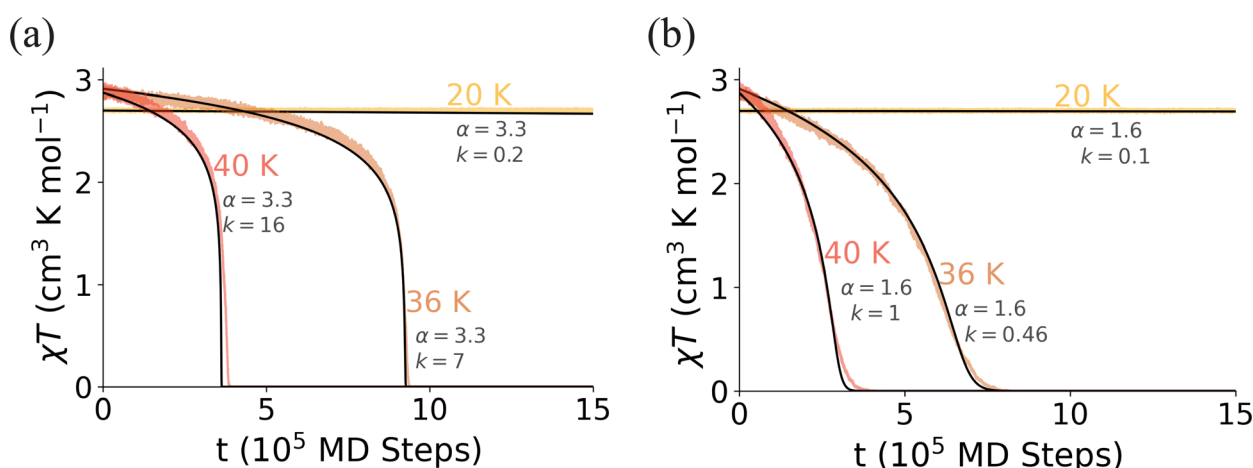 (a)
χT (cm³ K mol⁻¹)
3
2
1
0
20 K
α = 3.3
k = 0.2
40 K
α = 3.3
k = 16
36 K
α = 3.3
k = 7
0 5 10 15
t (10⁵ MD Steps)
(b)
χT (cm³ K mol⁻¹)
3
2
1
0
20 K
α = 1.6
k = 0.1
40 K
α = 1.6
k = 1
36 K
α = 1.6
k = 0.46
0 5 10 15
t (10⁵ MD Steps)